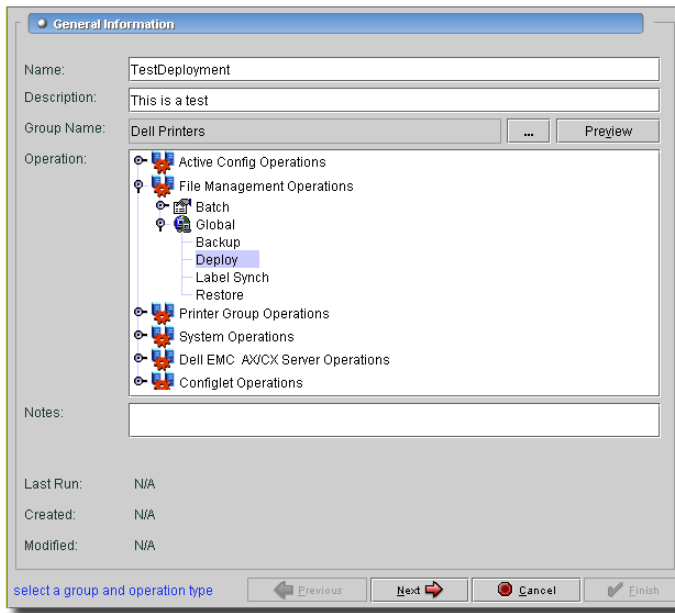 General Information
Name: TestDeployment
Description: This is a test
Group Name: Dell Printers ... Preview
Operation: Active Config Operations
File Management Operations
Batch
Global
Backup
Deploy
Label Synch
Restore
Printer Group Operations
System Operations
Dell EMC AX/CX Server Operations
Configlet Operations
Notes:
Last Run: N/A
Created: N/A
Modified: N/A
select a group and operation type Previous Next Cancel Finish